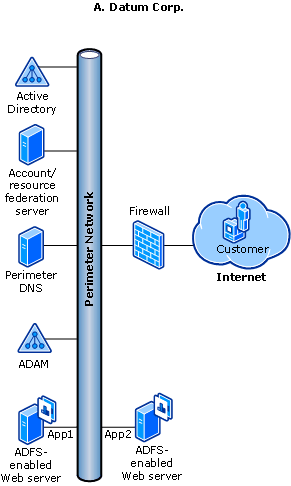 A. Datum Corp.
Active
Directory
Account/
resource
federation
server
Perimeter
DNS
ADAM
ADFS-
enabled
Web server
App1
Perimeter Network
App2
ADFS-
enabled
Web server
Firewall
Customer
Internet